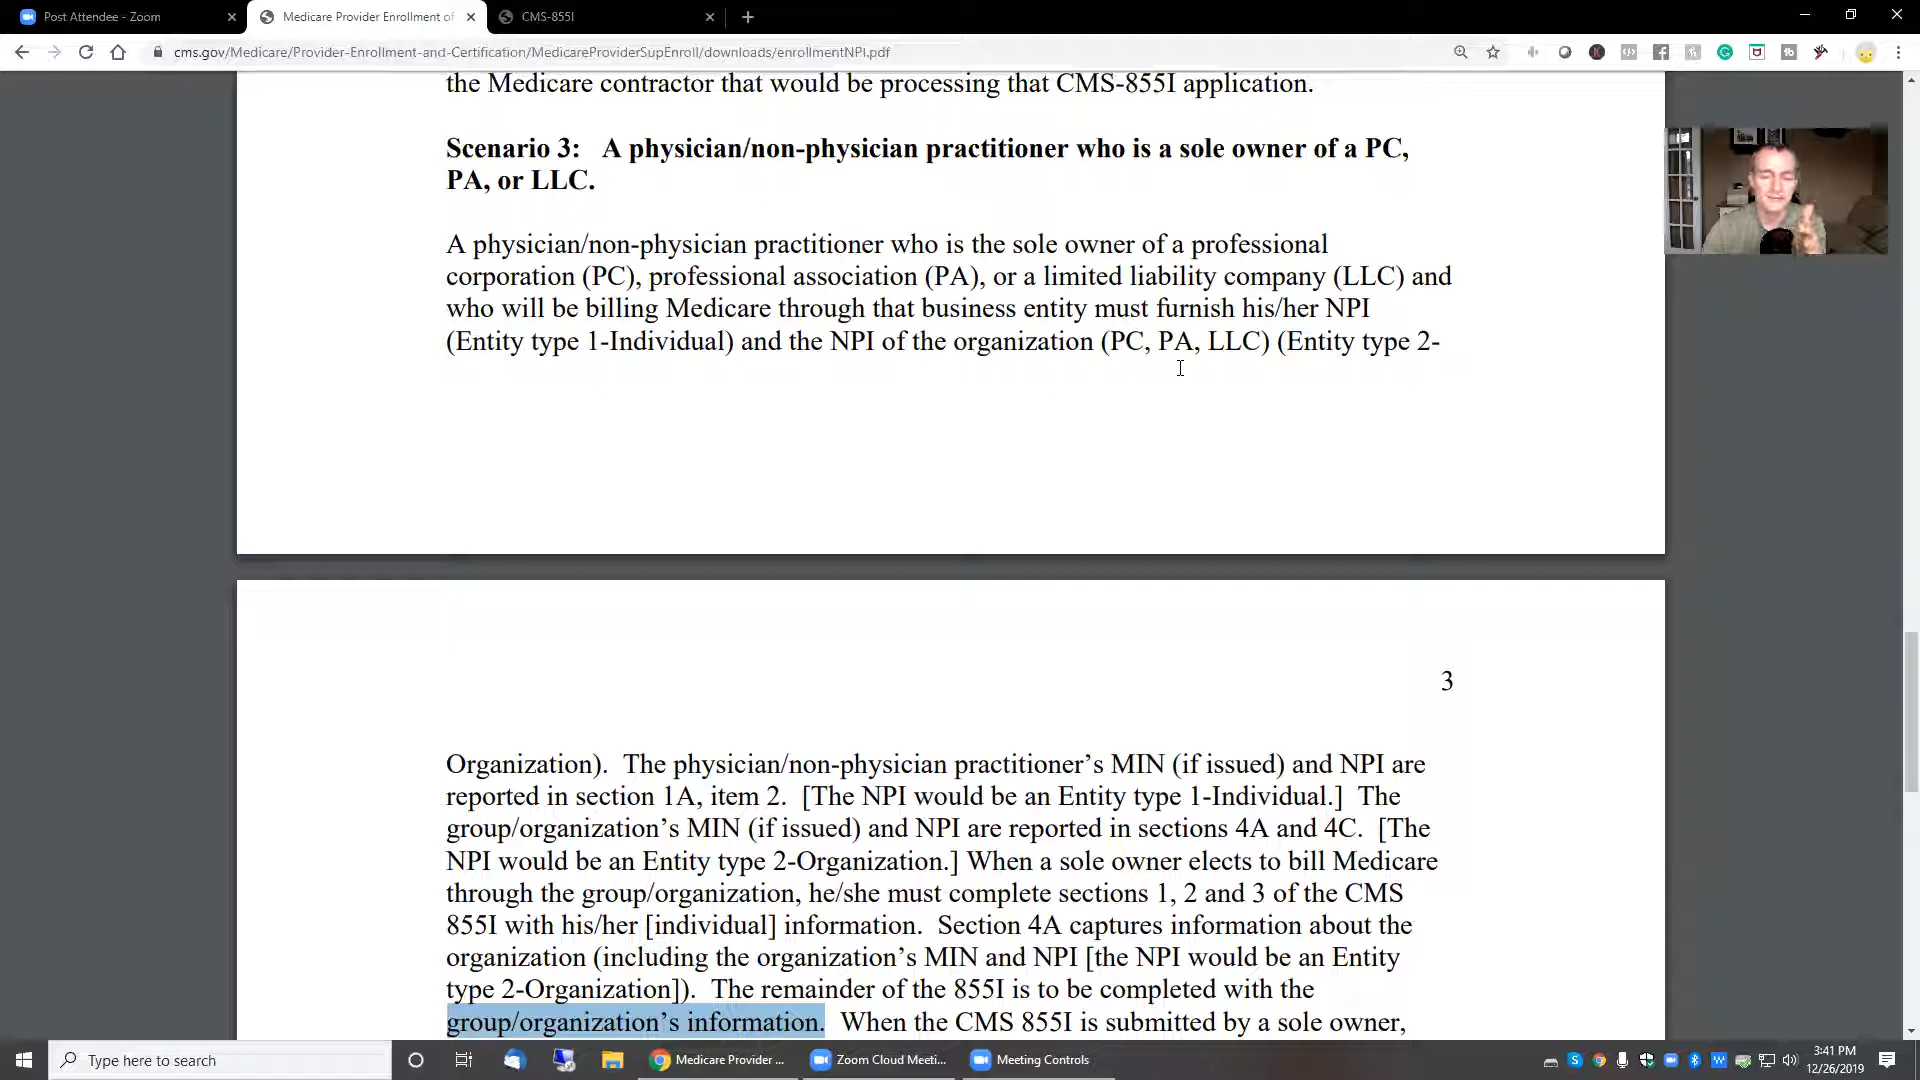 Post Attendee - Zoom
Medicare Provider Enrollment of
CMS-855I
cms.gov/Medicare/Provider-Enrollment-and-Certification/MedicareProviderSupEnroll/downloads/enrollmentNPI.pdf
the Medicare contractor that would be processing that CMS-855I application.
Scenario 3: A physician/non-physician practitioner who is a sole owner of a PC,
PA, or LLC.
A physician/non-physician practitioner who is the sole owner of a professional
corporation (PC), professional association (PA), or a limited liability company (LLC) and
who will be billing Medicare through that business entity must furnish his/her NPI
(Entity type 1-Individual) and the NPI of the organization (PC, PA, LLC) (Entity type 2-
3
Organization). The physician/non-physician practitioner’s MIN (if issued) and NPI are
reported in section 1A, item 2. [The NPI would be an Entity type 1-Individual.] The
group/organization’s MIN (if issued) and NPI are reported in sections 4A and 4C. [The
NPI would be an Entity type 2-Organization.] When a sole owner elects to bill Medicare
through the group/organization, he/she must complete sections 1, 2 and 3 of the CMS
855I with his/her [individual] information. Section 4A captures information about the
organization (including the organization’s MIN and NPI [the NPI would be an Entity
type 2-Organization]). The remainder of the 855I is to be completed with the
group/organization’s information. When the CMS 855I is submitted by a sole owner,
Type here to search
Medicare Provider ...
Zoom Cloud Meeti...
Meeting Controls
3:41 PM
12/26/2019